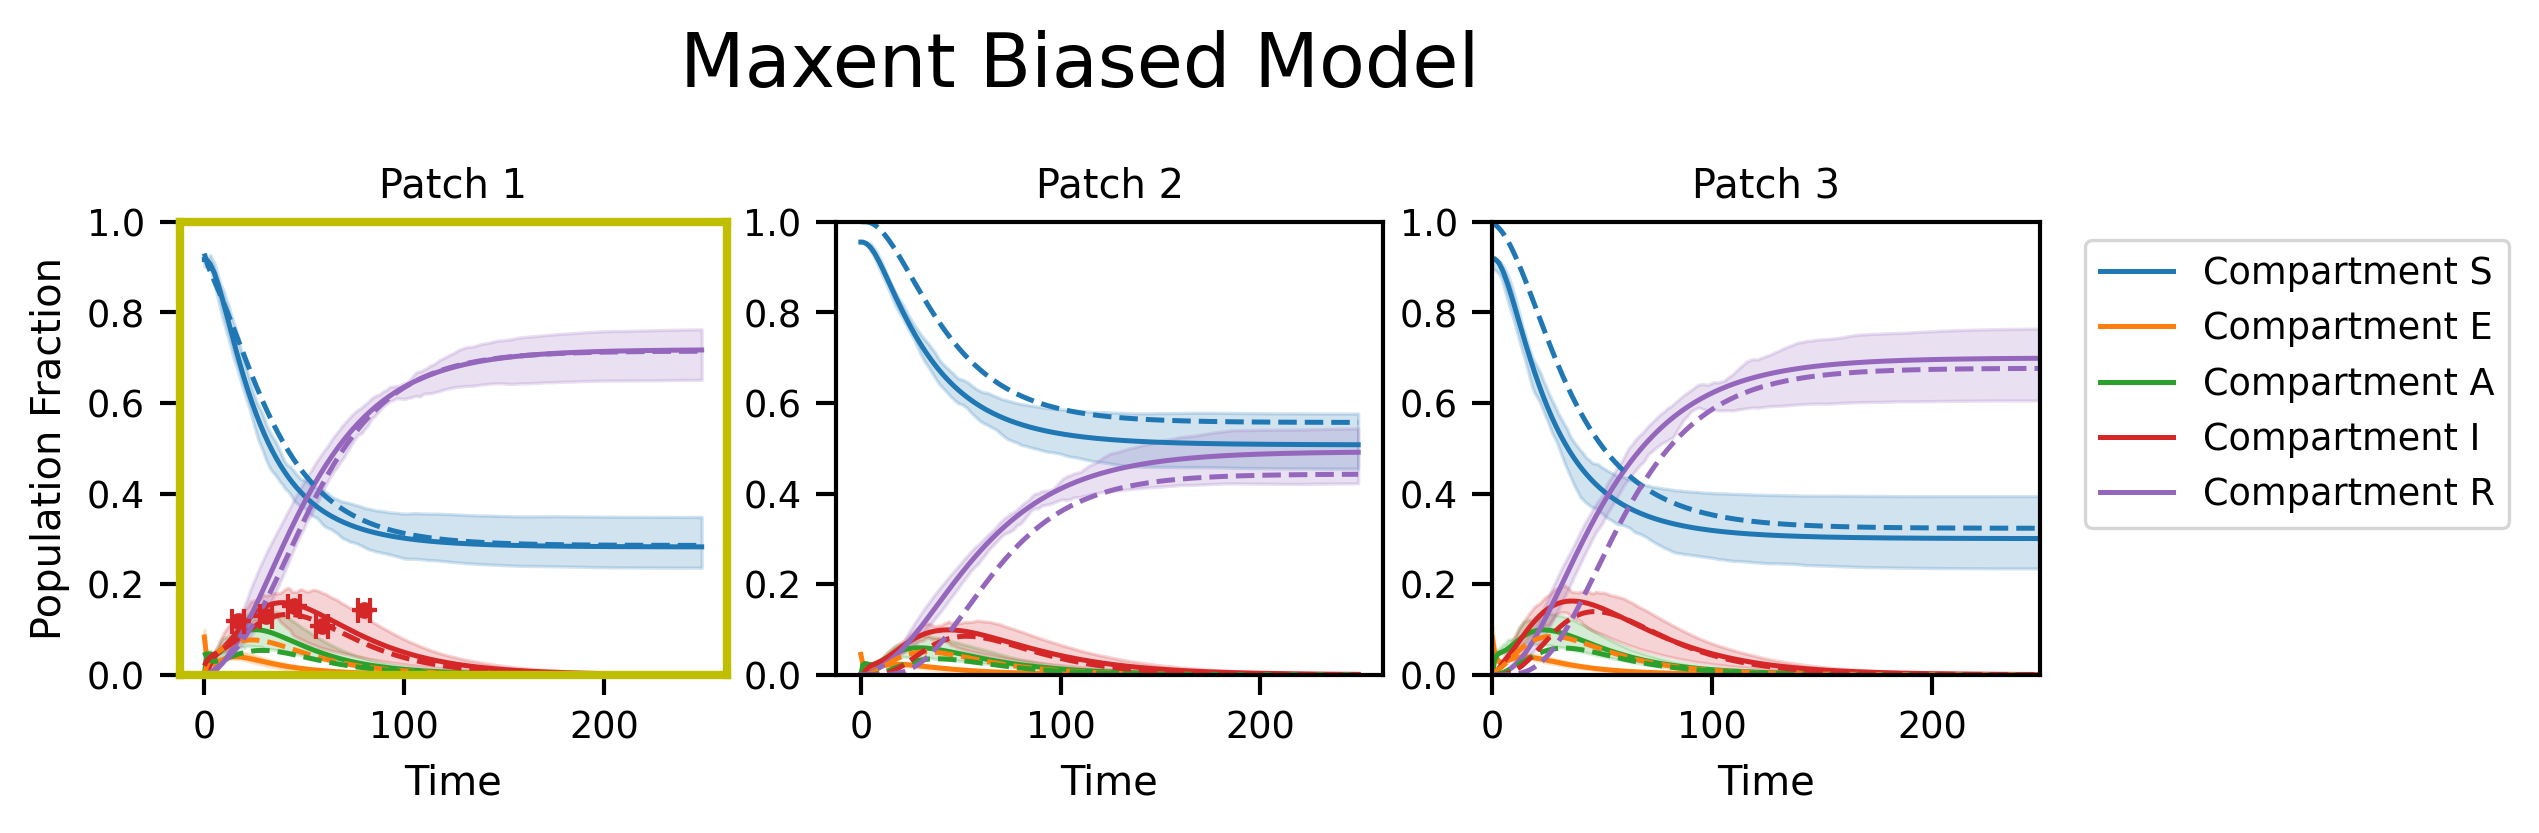 Maxent Biased Model
Patch 1
Patch 2
Patch 3
Population Fraction
1.0
0.8
0.6
0.4
0.2
0.0
0
100
200
Time
1.0
0.8
0.6
0.4
0.2
0.0
0
100
200
Time
1.0
0.8
0.6
0.4
0.2
0.0
0
100
200
Time
Compartment S
Compartment E
Compartment A
Compartment I
Compartment R